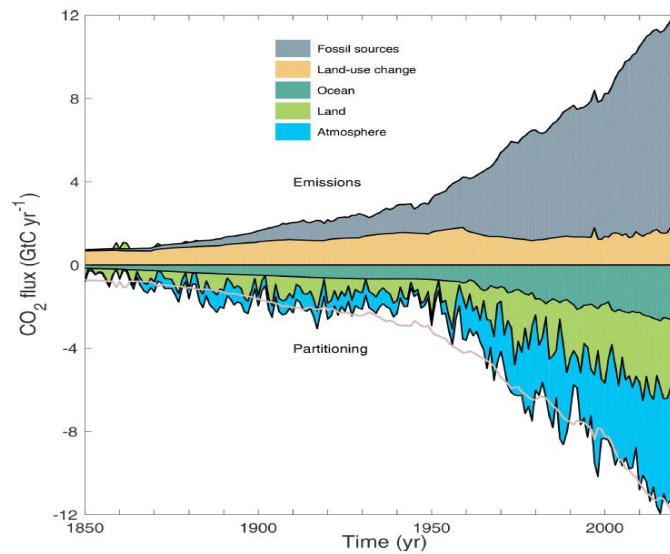 12
8
4
0
-4
-8
-12
CO2 flux (GtC yr-1)
Fossil sources
Land-use change
Ocean
Land
Atmosphere
Emissions
Partitioning
1850
1900
1950
2000
Time (yr)